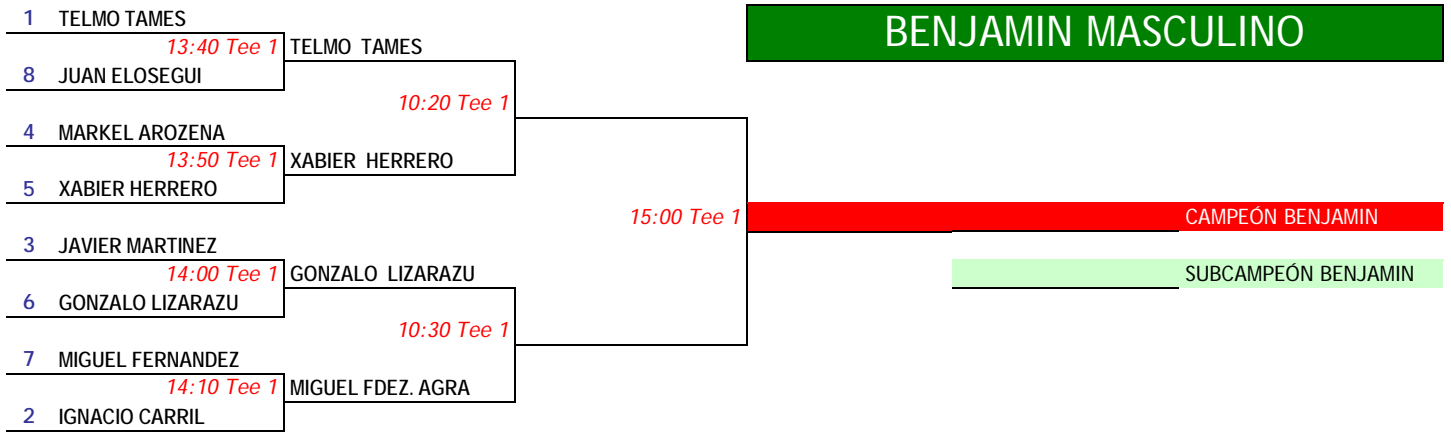 BENJAMIN MASCULINO
1 TELMO TAMES
13:40 Tee 1 TELMO TAMES
8 JUAN ELOSEGUI
10:20 Tee 1
4 MARKEL AROZENA
13:50 Tee 1 XABIER HERRERO
5 XABIER HERRERO
15:00 Tee 1 CAMPEÓN BENJAMIN
3 JAVIER MARTINEZ
14:00 Tee 1 GONZALO LIZARAZU SUBCAMPEÓN BENJAMIN
6 GONZALO LIZARAZU
10:30 Tee 1
7 MIGUEL FERNANDEZ
14:10 Tee 1 MIGUEL FDEZ. AGRA
2 IGNACIO CARRIL